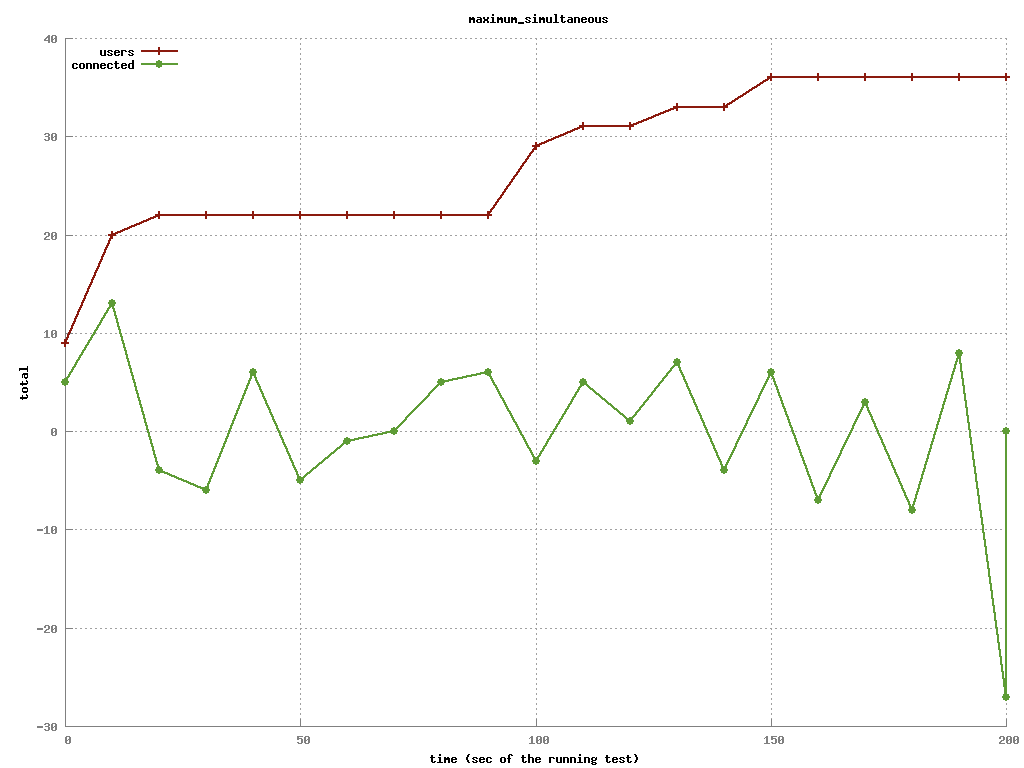 maximum_simultaneous
users
connected
40
30
20
10
0
-10
-20
-30
total
0 50 100 150 200
time (sec of the running test)